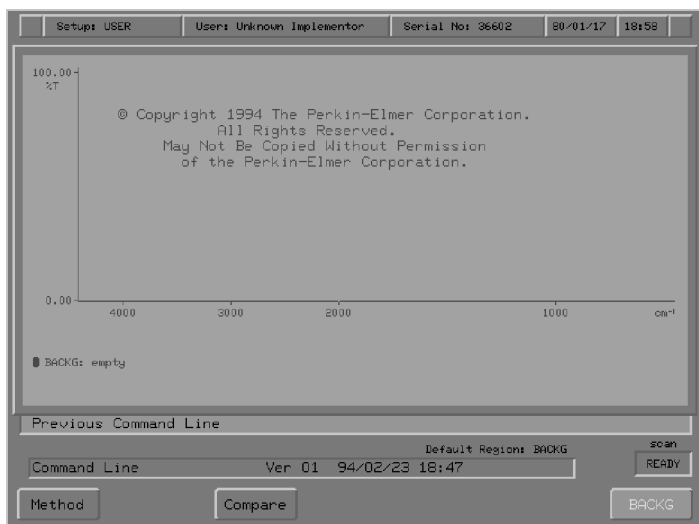 Setup: USER User: Unknown Implementor Serial No: 36602 80/01/17 18:58
100.00
%T
© Copyright 1994 The Perkin-Elmer Corporation.
All Rights Reserved.
May Not Be Copied Without Permission
of the Perkin-Elmer Corporation.
0.00
4000 3000 2000 1000 cm⁻¹
BACKG: empty
Previous Command Line
Default Region: BACKG scan
Command Line Ver 01 94/02/23 18:47 READY
Method Compare BACKG